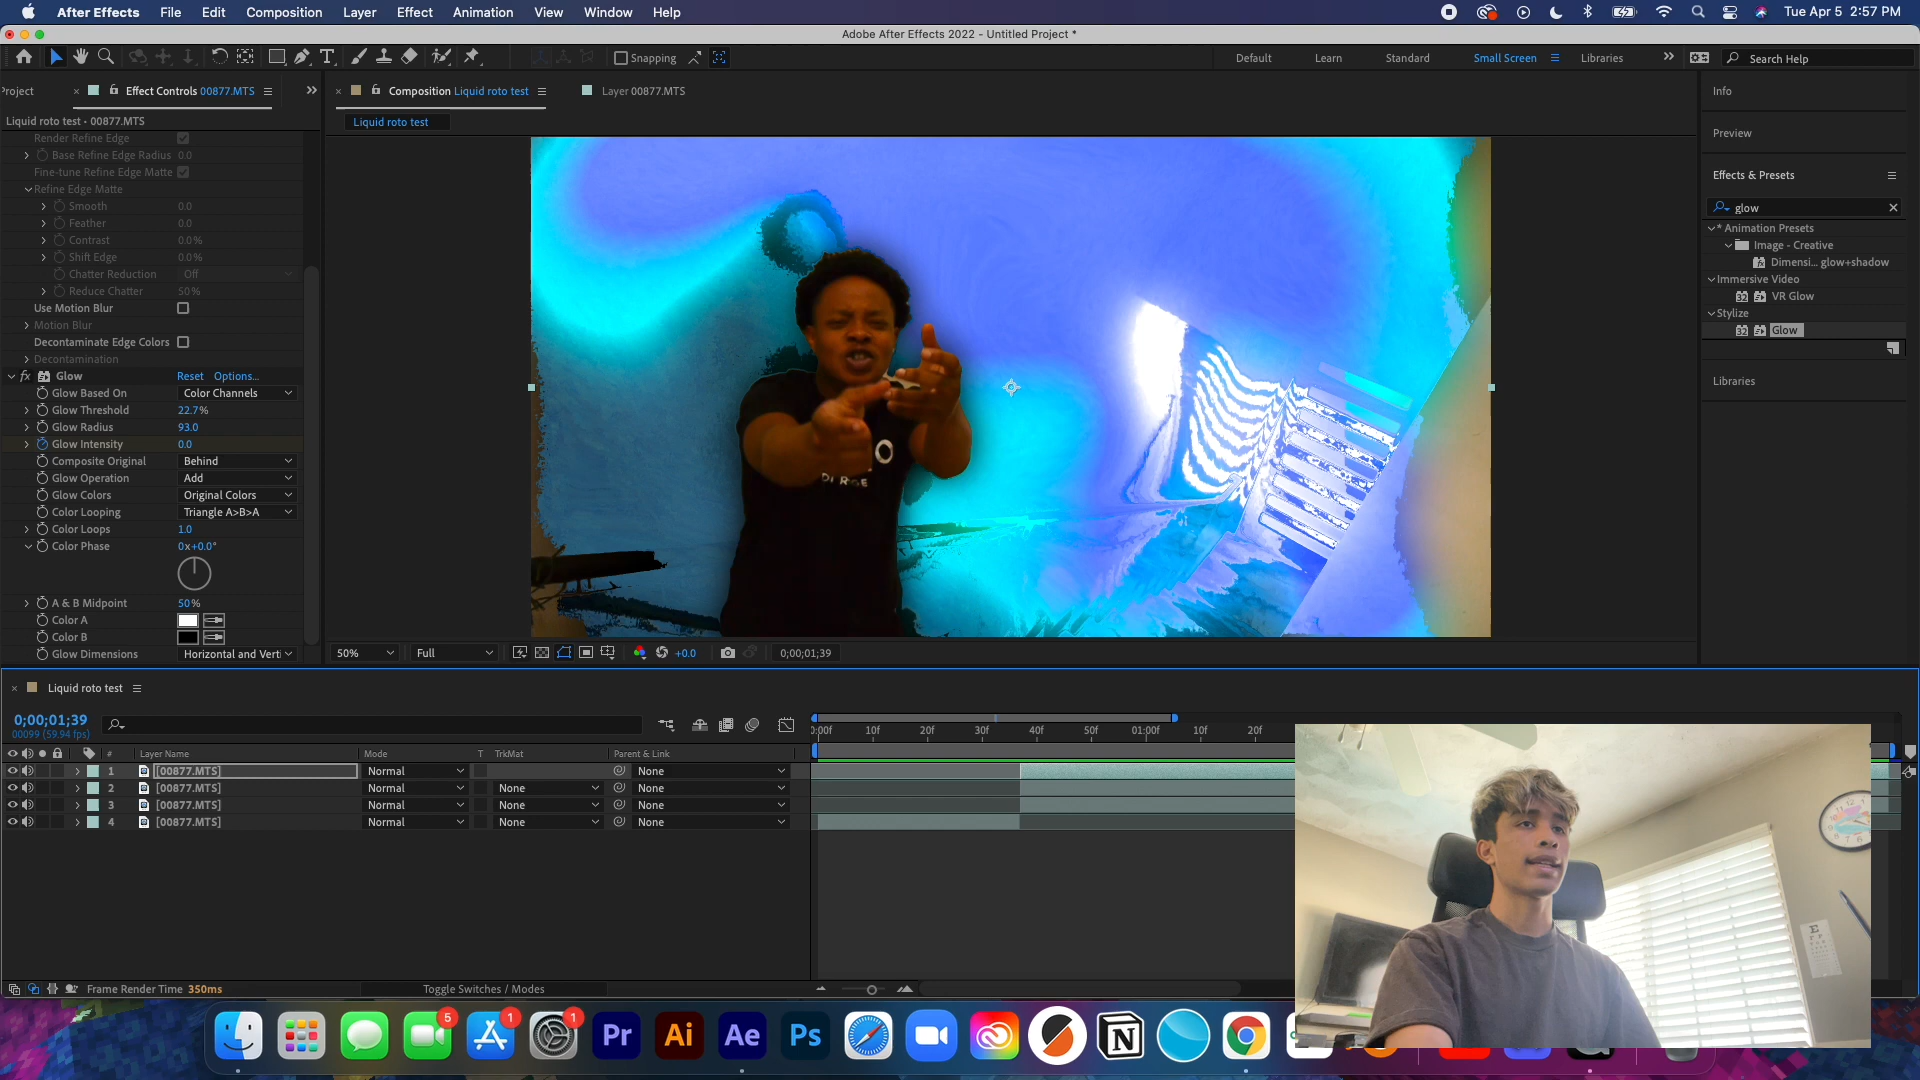 After Effects File Edit Composition Layer Effect Animation View Window Help Tue Apr 5 2:57 PM
Adobe After Effects 2022 - Untitled Project *
Snapping Default Learn Standard Small Screen Libraries Search Help
Project Effect Controls 00877.MTS Composition Liquid roto test Layer 00877.MTS
Liquid roto test • 00877.MTS
Liquid roto test
Render Refine Edge
Base Refine Edge Radius 0.0
Fine-tune Refine Edge Matte
Refine Edge Matte
Smooth 0.0
Feather 0.0
Contrast 0.0%
Shift Edge 0.0%
Chatter Reduction Off
Reduce Chatter 50%
Use Motion Blur
Motion Blur
Decontaminate Edge Colors
Decontamination
fx Glow Reset Options...
Glow Based On Color Channels
Glow Threshold 22.7%
Glow Radius 93.0
Glow Intensity 0.0
Composite Original Behind
Glow Operation Add
Glow Colors Original Colors
Color Looping Triangle A>B>A
Color Loops 1.0
Color Phase 0x+0.0°
A & B Midpoint 50%
Color A
Color B
Glow Dimensions Horizontal and Verti
50% Full +0.0 0;00;01;39
Info
Preview
Effects & Presets
glow
* Animation Presets
Image - Creative
Dimensi... glow+shadow
Immersive Video
32 VR Glow
Stylize
32 Glow
Libraries
Liquid roto test
0;00;01;39
00099 (59.94 fps)
:00f 10f 20f 30f 40f 50f 01:00f 10f 20f
# Layer Name Mode T TrkMat Parent & Link
1 [00877.MTS] Normal None
2 [00877.MTS] Normal None None
3 [00877.MTS] Normal None None
4 [00877.MTS] Normal None None
Frame Render Time 350ms Toggle Switches / Modes
5 1 1
Pr Ai Ae Ps